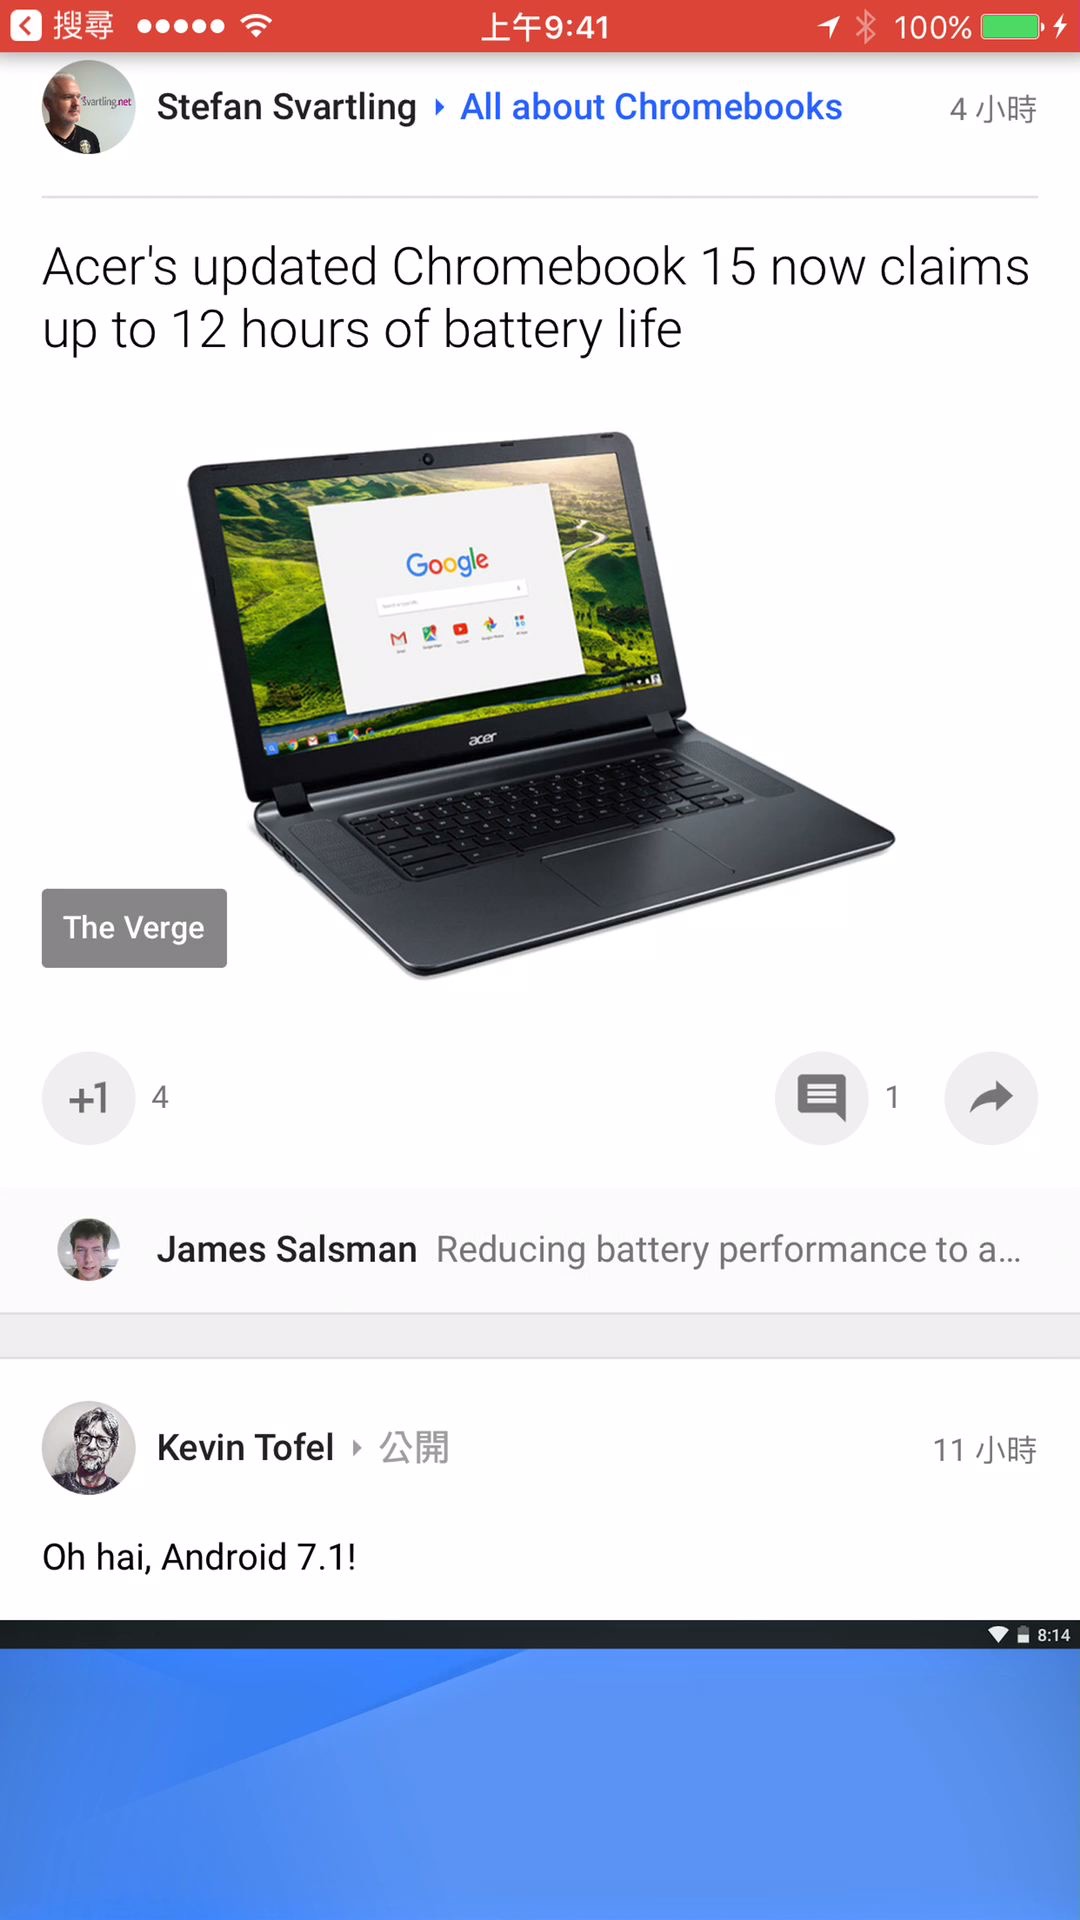 搜尋 上午9:41 100%
svartling.net
Stefan Svartling All about Chromebooks 4 小時
Acer's updated Chromebook 15 now claims
up to 12 hours of battery life
Google
Gmail
YouTube
acer
The Verge
+1 4 1
James Salsman Reducing battery performance to a...
Kevin Tofel 公開 11 小時
Oh hai, Android 7.1!
8:14